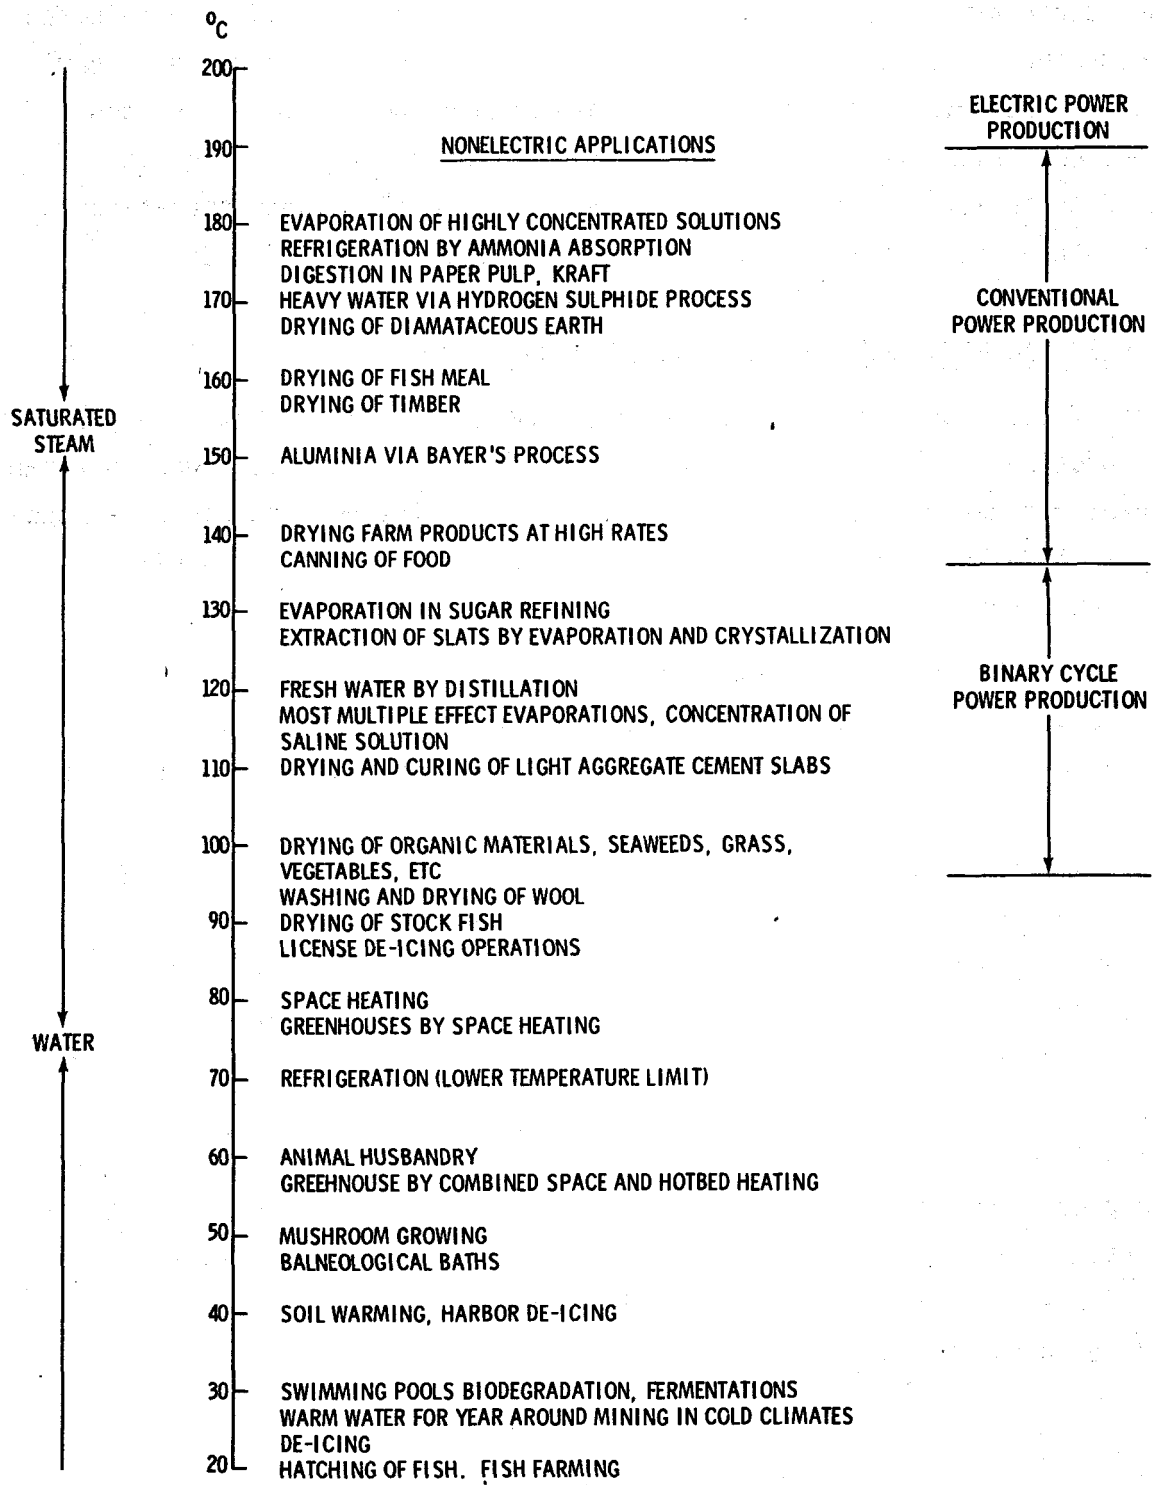 °C
200
ELECTRIC POWER
PRODUCTION
190
NONELECTRIC APPLICATIONS
180 EVAPORATION OF HIGHLY CONCENTRATED SOLUTIONS
REFRIGERATION BY AMMONIA ABSORPTION
DIGESTION IN PAPER PULP, KRAFT
170 HEAVY WATER VIA HYDROGEN SULPHIDE PROCESS
DRYING OF DIAMATACEOUS EARTH
CONVENTIONAL
POWER PRODUCTION
160 DRYING OF FISH MEAL
DRYING OF TIMBER
SATURATED
STEAM
150 ALUMINIA VIA BAYER'S PROCESS
140 DRYING FARM PRODUCTS AT HIGH RATES
CANNING OF FOOD
130 EVAPORATION IN SUGAR REFINING
EXTRACTION OF SLATS BY EVAPORATION AND CRYSTALLIZATION
BINARY CYCLE
POWER PRODUCTION
120 FRESH WATER BY DISTILLATION
MOST MULTIPLE EFFECT EVAPORATIONS, CONCENTRATION OF
SALINE SOLUTION
110 DRYING AND CURING OF LIGHT AGGREGATE CEMENT SLABS
100 DRYING OF ORGANIC MATERIALS, SEAWEEDS, GRASS,
VEGETABLES, ETC
WASHING AND DRYING OF WOOL
90 DRYING OF STOCK FISH
LICENSE DE-ICING OPERATIONS
80 SPACE HEATING
GREENHOUSES BY SPACE HEATING
WATER
70 REFRIGERATION (LOWER TEMPERATURE LIMIT)
60 ANIMAL HUSBANDRY
GREEHNOUSE BY COMBINED SPACE AND HOTBED HEATING
50 MUSHROOM GROWING
BALNEOLOGICAL BATHS
40 SOIL WARMING, HARBOR DE-ICING
30 SWIMMING POOLS BIODEGRADATION, FERMENTATIONS
WARM WATER FOR YEAR AROUND MINING IN COLD CLIMATES
DE-ICING
20 HATCHING OF FISH. FISH FARMING